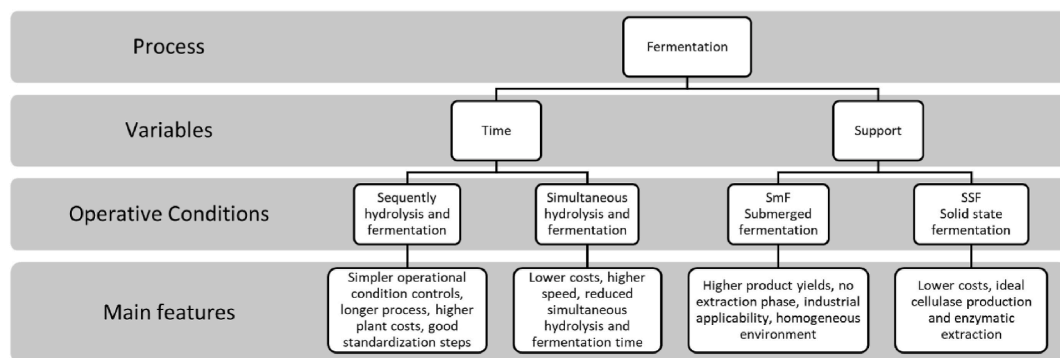 Process
Fermentation
Variables
Time
Support
Operative Conditions
Sequently
hydrolysis and
fermentation
Simultaneous
hydrolysis and
fermentation
SmF
Submerged
fermentation
SSF
Solid state
fermentation
Main features
Simpler operational
condition controls,
longer process, higher
plant costs, good
standardization steps
Lower costs, higher
speed, reduced
simultaneous
hydrolysis and
fermentation time
Higher product yields, no
extraction phase, industrial
applicability, homogeneous
environment
Lower costs, ideal
cellulase production
and enzymatic
extraction